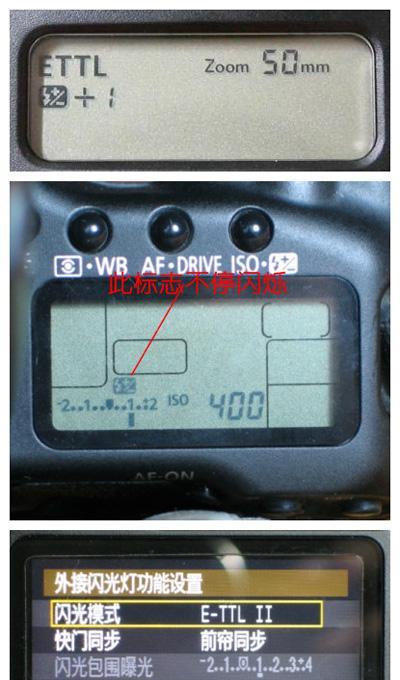 ETTL Zoom 50mm
+1
WB AF·DRIVE ISO·
此标志不停闪烁
-2..1..▼..1..:2 ISO 400
AF-ON
外接闪光灯功能设置
闪光模式 E-TTL II
快门同步 前帘同步
闪光包围曝光 -2..1..0..1..2..3..+4